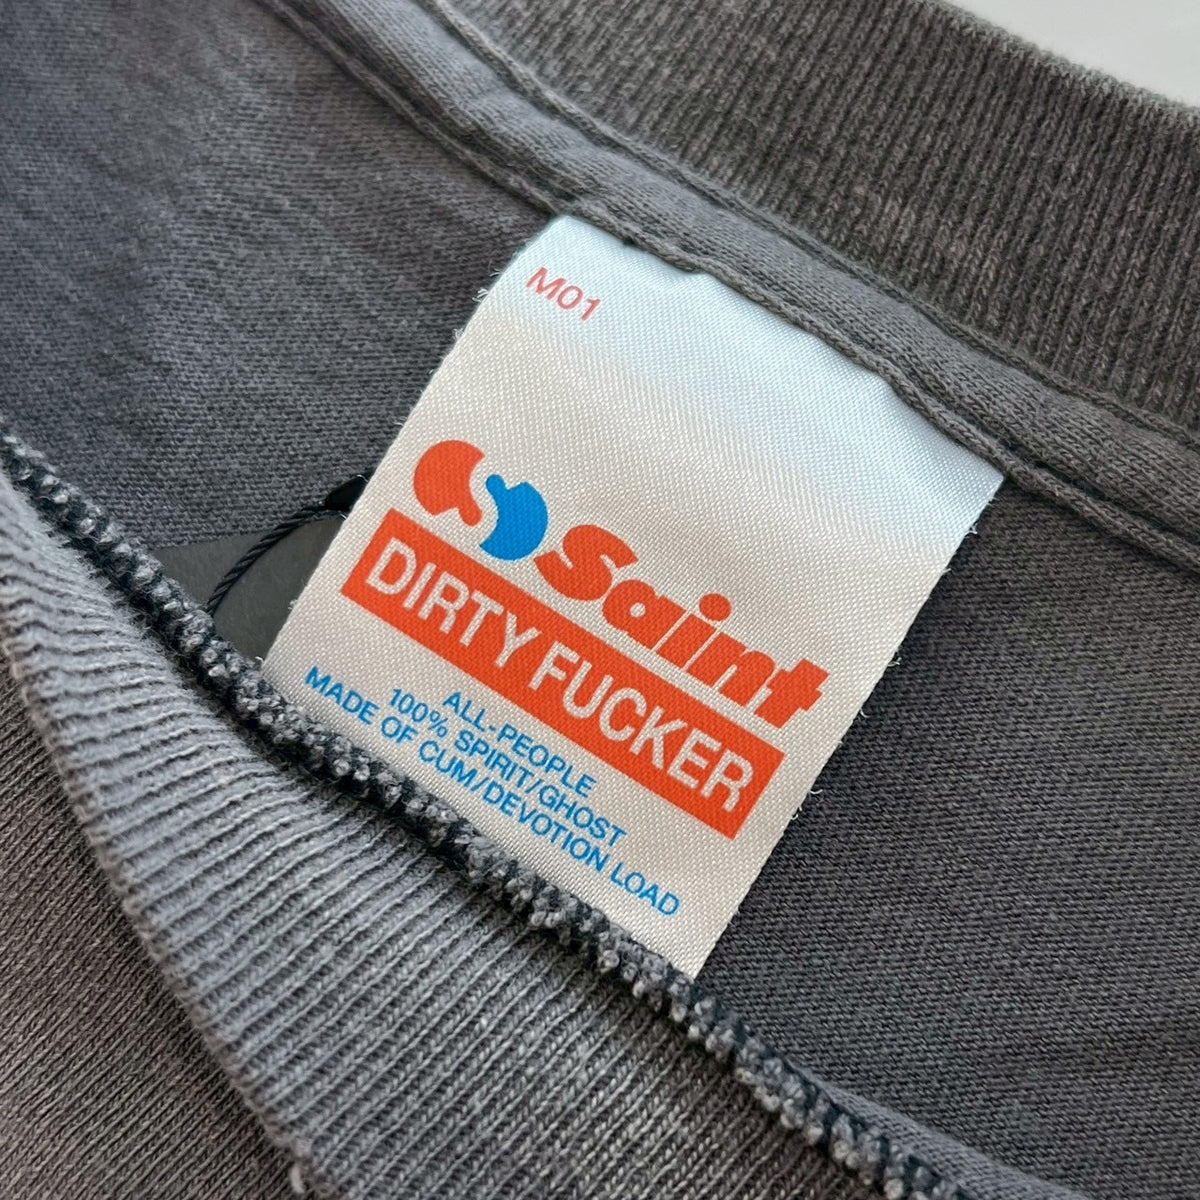 M01
Saint
DIRTY FUCKER
ALL-PEOPLE
100% SPIRIT/GHOST
MADE OF CUM/DEVOTION LOAD